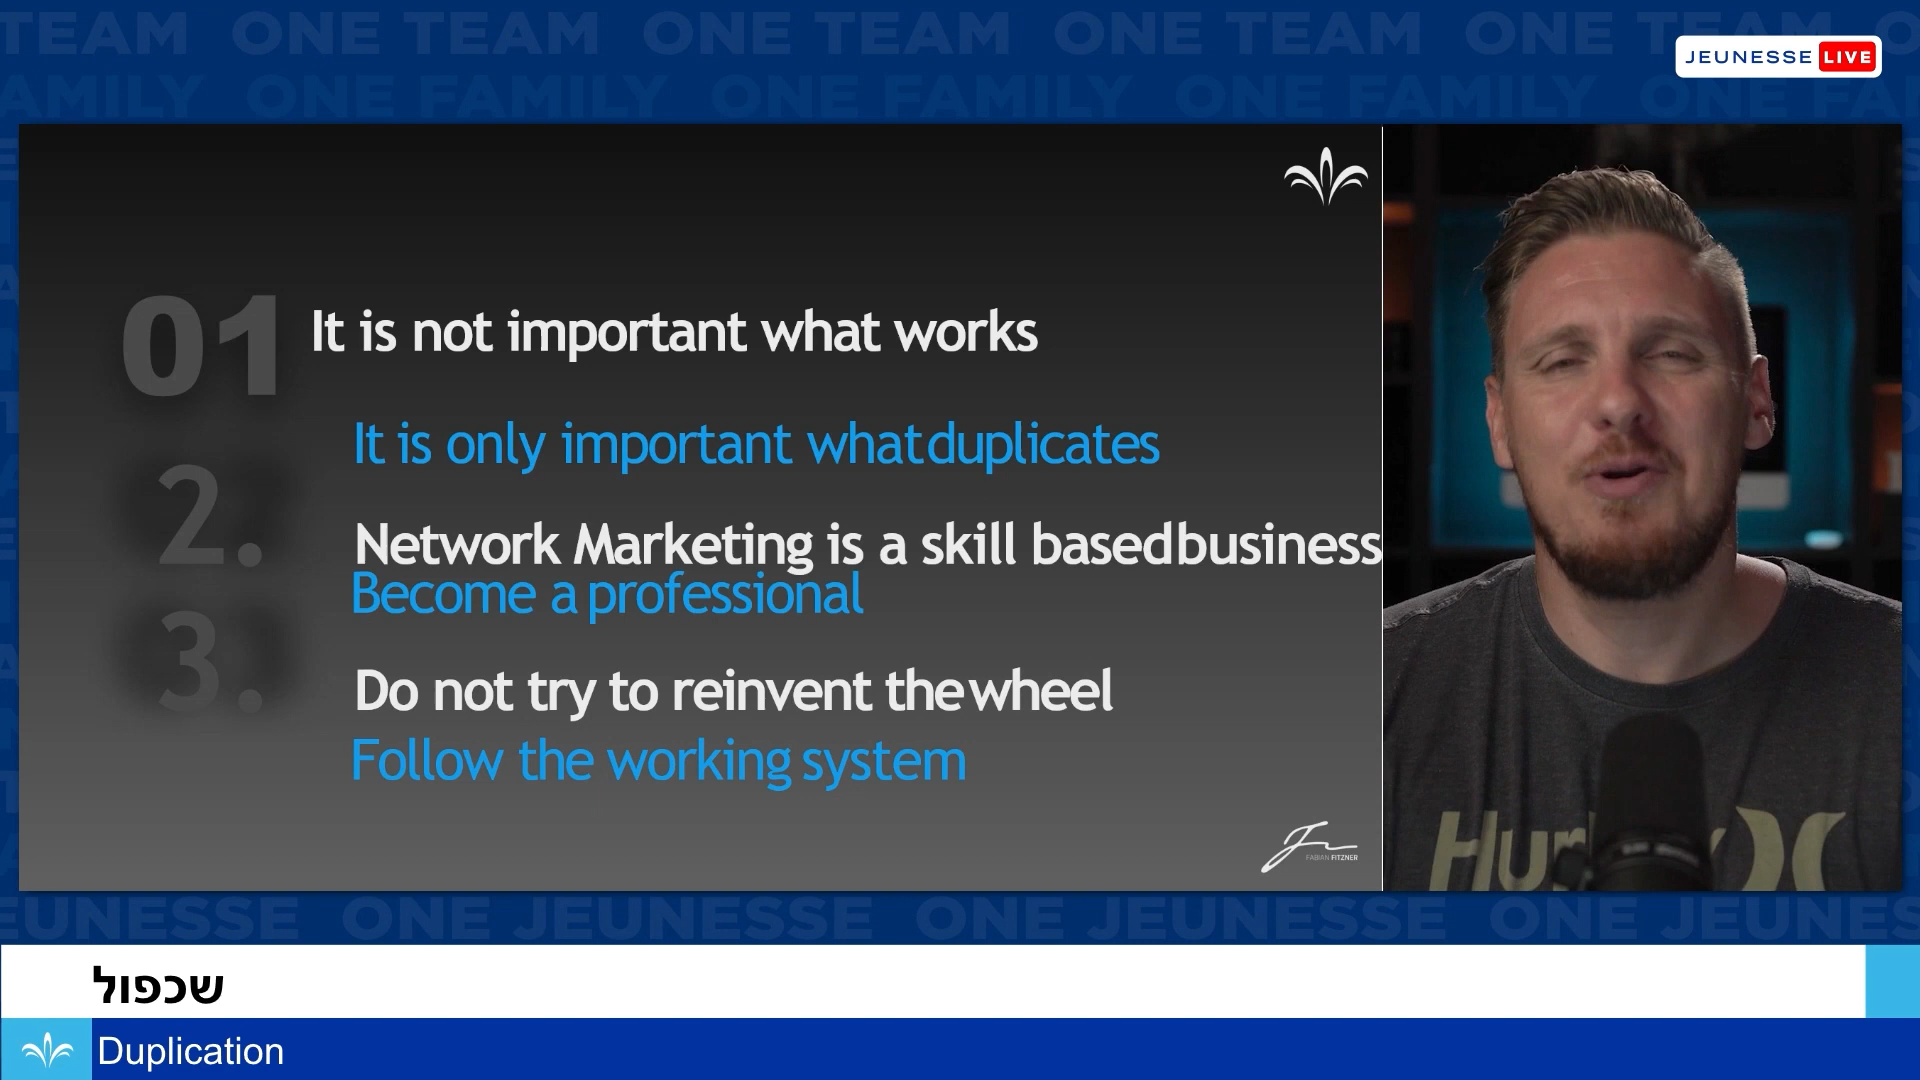 TEAM ONE TEAM ONE TEAM ONE TEAM ONE TEAM O
AMILY ONE FAMILY ONE FAMILY ONE FAMILY ONE FA
JEUNESSE LIVE
01 It is not important what works
It is only important what duplicates
2. Network Marketing is a skill based business
Become a professional
3. Do not try to reinvent the wheel
Follow the working system
FABIAN FITZNER
Hur
EUNESSE ONE JEUNESSE ONE JEUNESSE ONE JEUNES
שכפול
Duplication